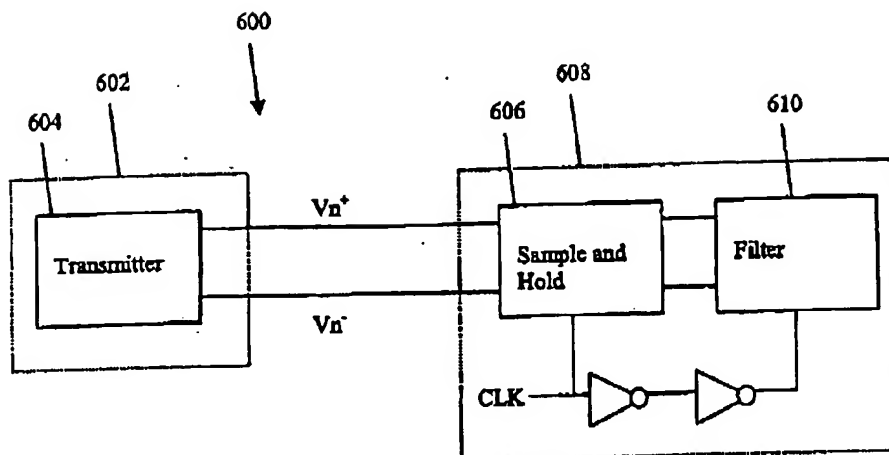 600
602
608
604
606
610
Vn+
Transmitter
Sample and
Hold
Filter
Vn-
CLK